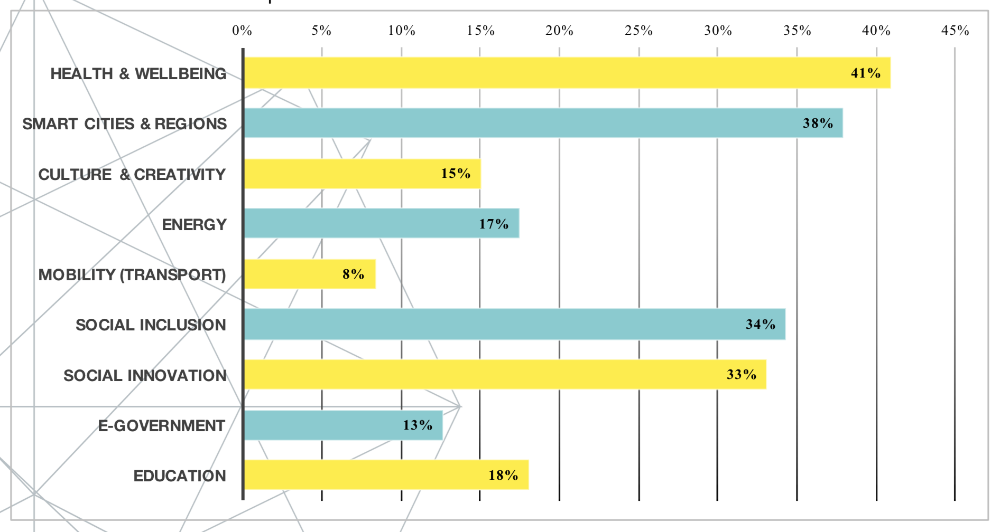 0% 5% 10% 15% 20% 25% 30% 35% 40% 45%
HEALTH & WELLBEING 41%
SMART CITIES & REGIONS 38%
CULTURE & CREATIVITY 15%
ENERGY 17%
MOBILITY (TRANSPORT) 8%
SOCIAL INCLUSION 34%
SOCIAL INNOVATION 33%
E-GOVERNMENT 13%
EDUCATION 18%